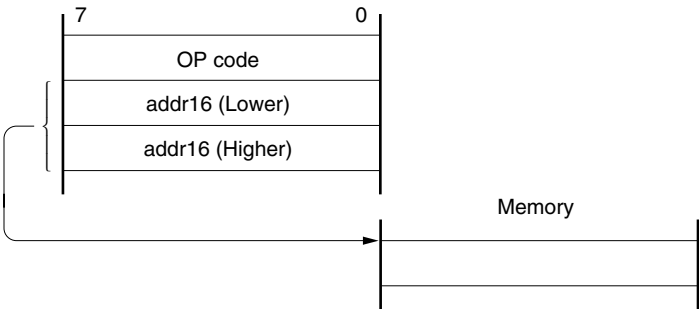 7 0
OP code
addr16 (Lower)
addr16 (Higher)
Memory